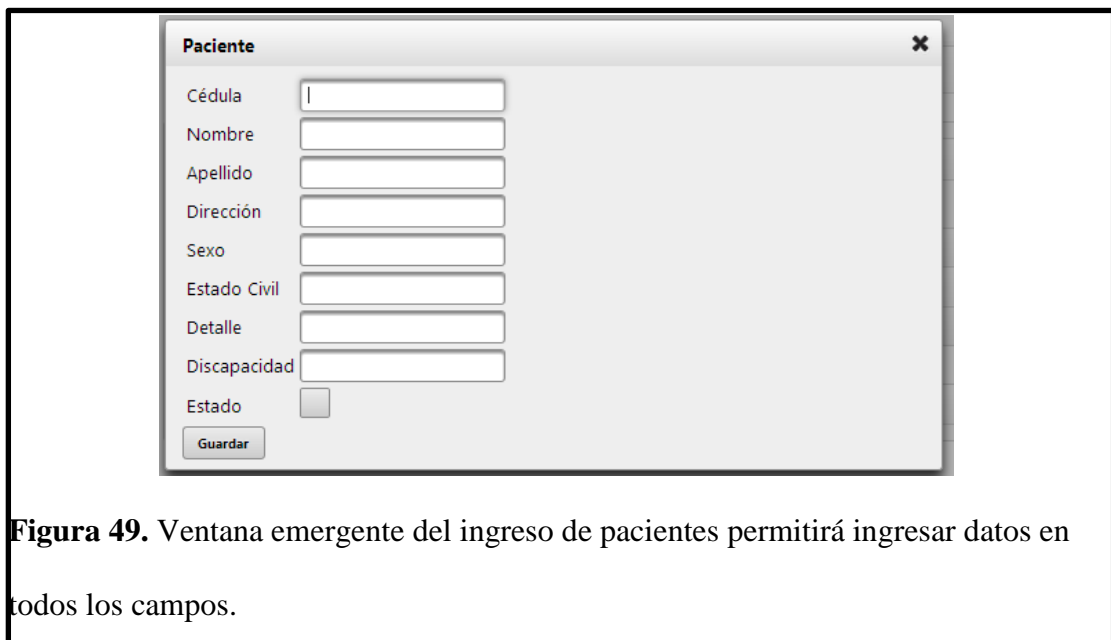 Paciente
Cédula
Nombre
Apellido
Dirección
Sexo
Estado Civil
Detalle
Discapacidad
Estado
Guardar
Figura 49. Ventana emergente del ingreso de pacientes permitirá ingresar datos en
todos los campos.